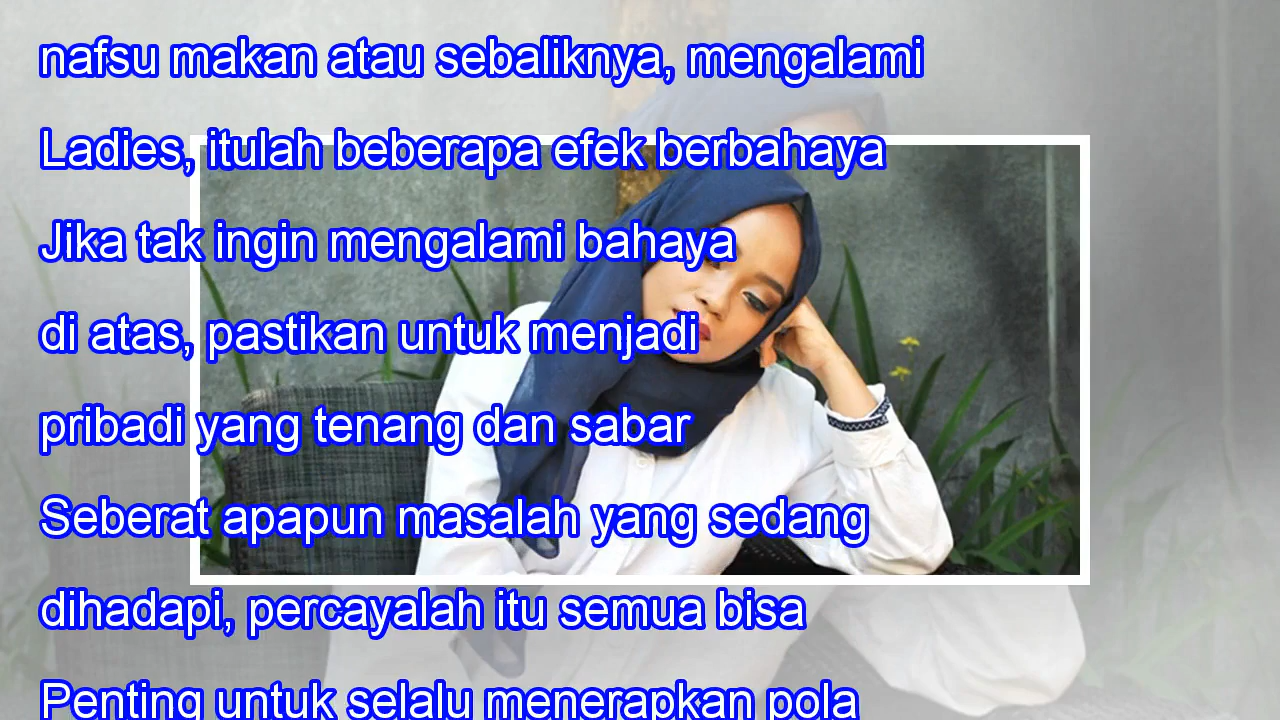 nafsu makan atau sebaliknya, mengalami
Ladies, itulah beberapa efek berbahaya
Jika tak ingin mengalami bahaya
di atas, pastikan untuk menjadi
pribadi yang tenang dan sabar
Seberat apapun masalah yang sedang
dihadapi, percayalah itu semua bisa
Penting untuk selalu menerapkan pola